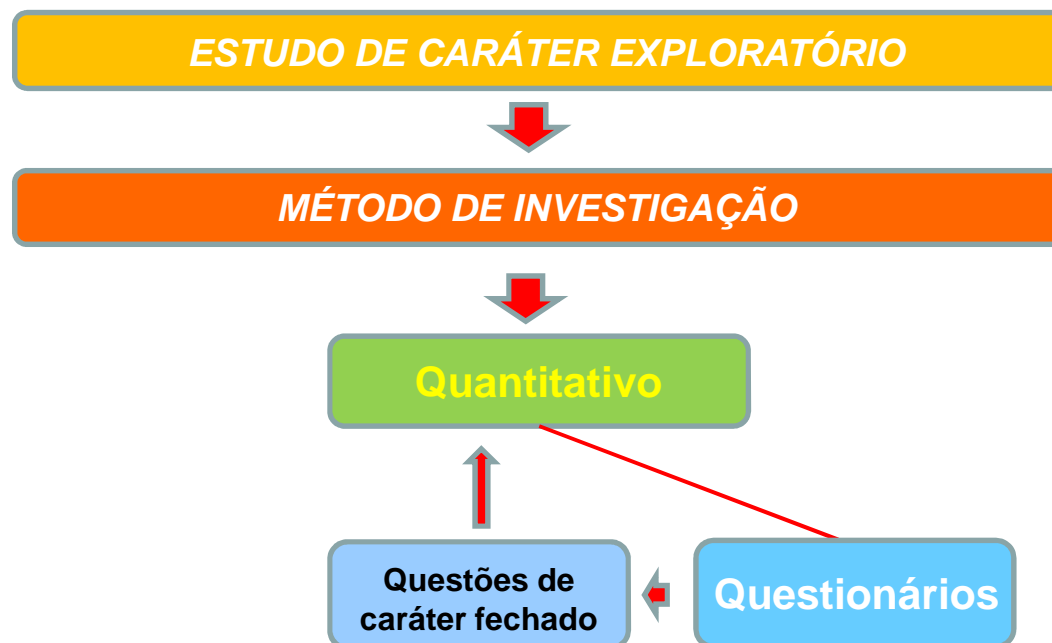 ESTUDO DE CARÁTER EXPLORATÓRIO
MÉTODO DE INVESTIGAÇÃO
Quantitativo
Questões de
caráter fechado
Questionários